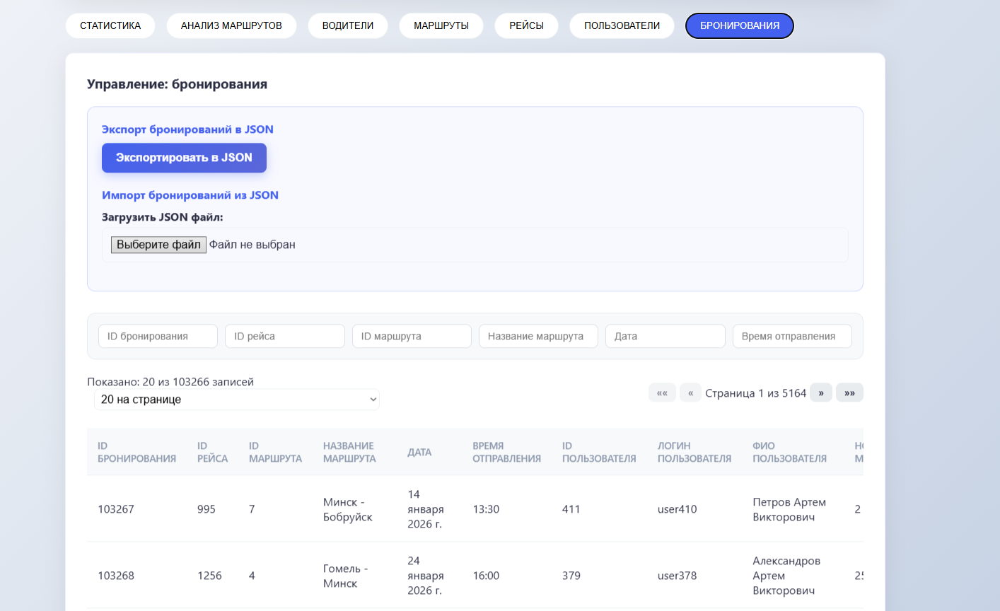 СТАТИСТИКА АНАЛИЗ МАРШРУТОВ ВОДИТЕЛИ МАРШРУТЫ РЕЙСЫ ПОЛЬЗОВАТЕЛИ БРОНИРОВАНИЯ
Управление: бронирования
Экспорт бронирований в JSON
Экспортировать в JSON
Импорт бронирований из JSON
Загрузить JSON файл:
Выберите файл Файл не выбран
ID бронирования ID рейса ID маршрута Название маршрута Дата Время отправления
Показано: 20 из 103266 записей
20 на странице
«« « Страница 1 из 5164 » »»
ID БРОНИРОВАНИЯ ID РЕЙСА ID МАРШРУТА НАЗВАНИЕ МАРШРУТА ДАТА ВРЕМЯ ОТПРАВЛЕНИЯ ID ПОЛЬЗОВАТЕЛЯ ЛОГИН ПОЛЬЗОВАТЕЛЯ ФИО ПОЛЬЗОВАТЕЛЯ
103267 995 7 Минск - Бобруйск 14 января 2026 г. 13:30 411 user410 Петров Артем Викторович 2
103268 1256 4 Гомель - Минск 24 января 2026 г. 16:00 379 user378 Александров Артем Викторович